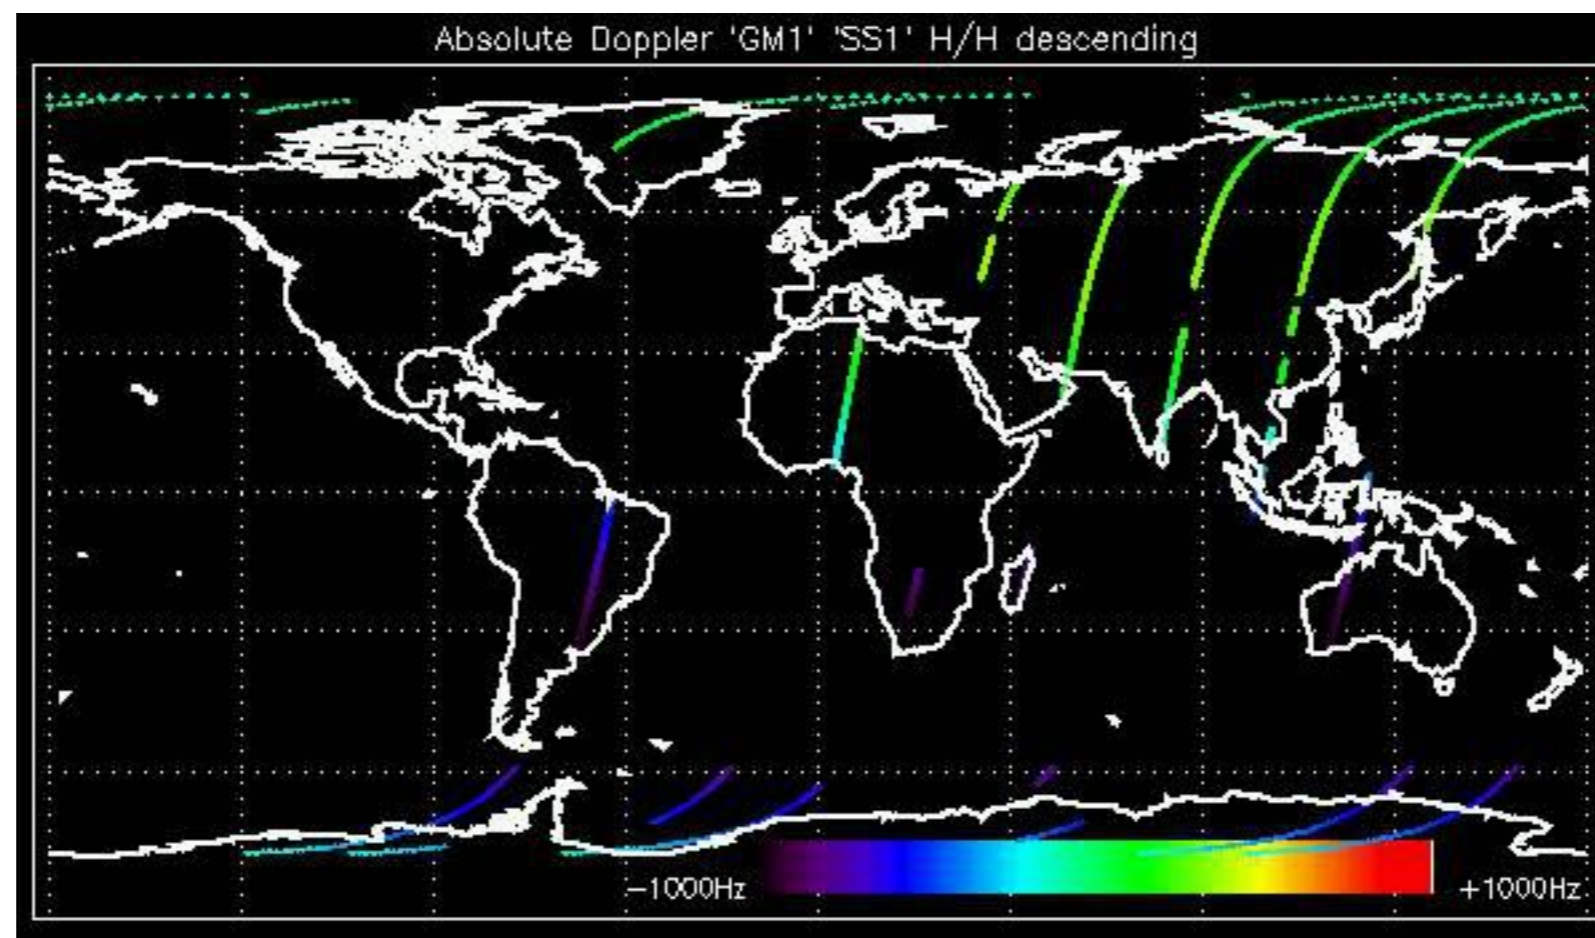 Absolute Doppler 'GM1' 'SS1' H/H descending
−1000Hz +1000Hz